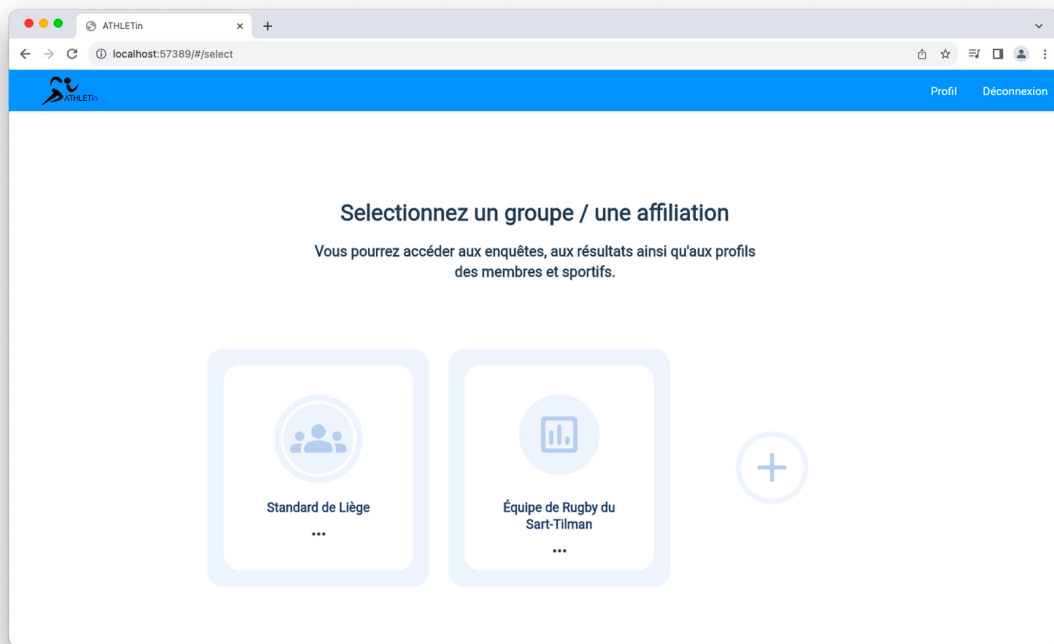 ATHLETin
localhost:57389/#/select
ATHLETin
Profil
Déconnexion
Selectionnez un groupe / une affiliation
Vous pourrez accéder aux enquêtes, aux résultats ainsi qu'aux profils
des membres et sportifs.
Standard de Liège
...
Équipe de Rugby du
Sart-Tilman
...